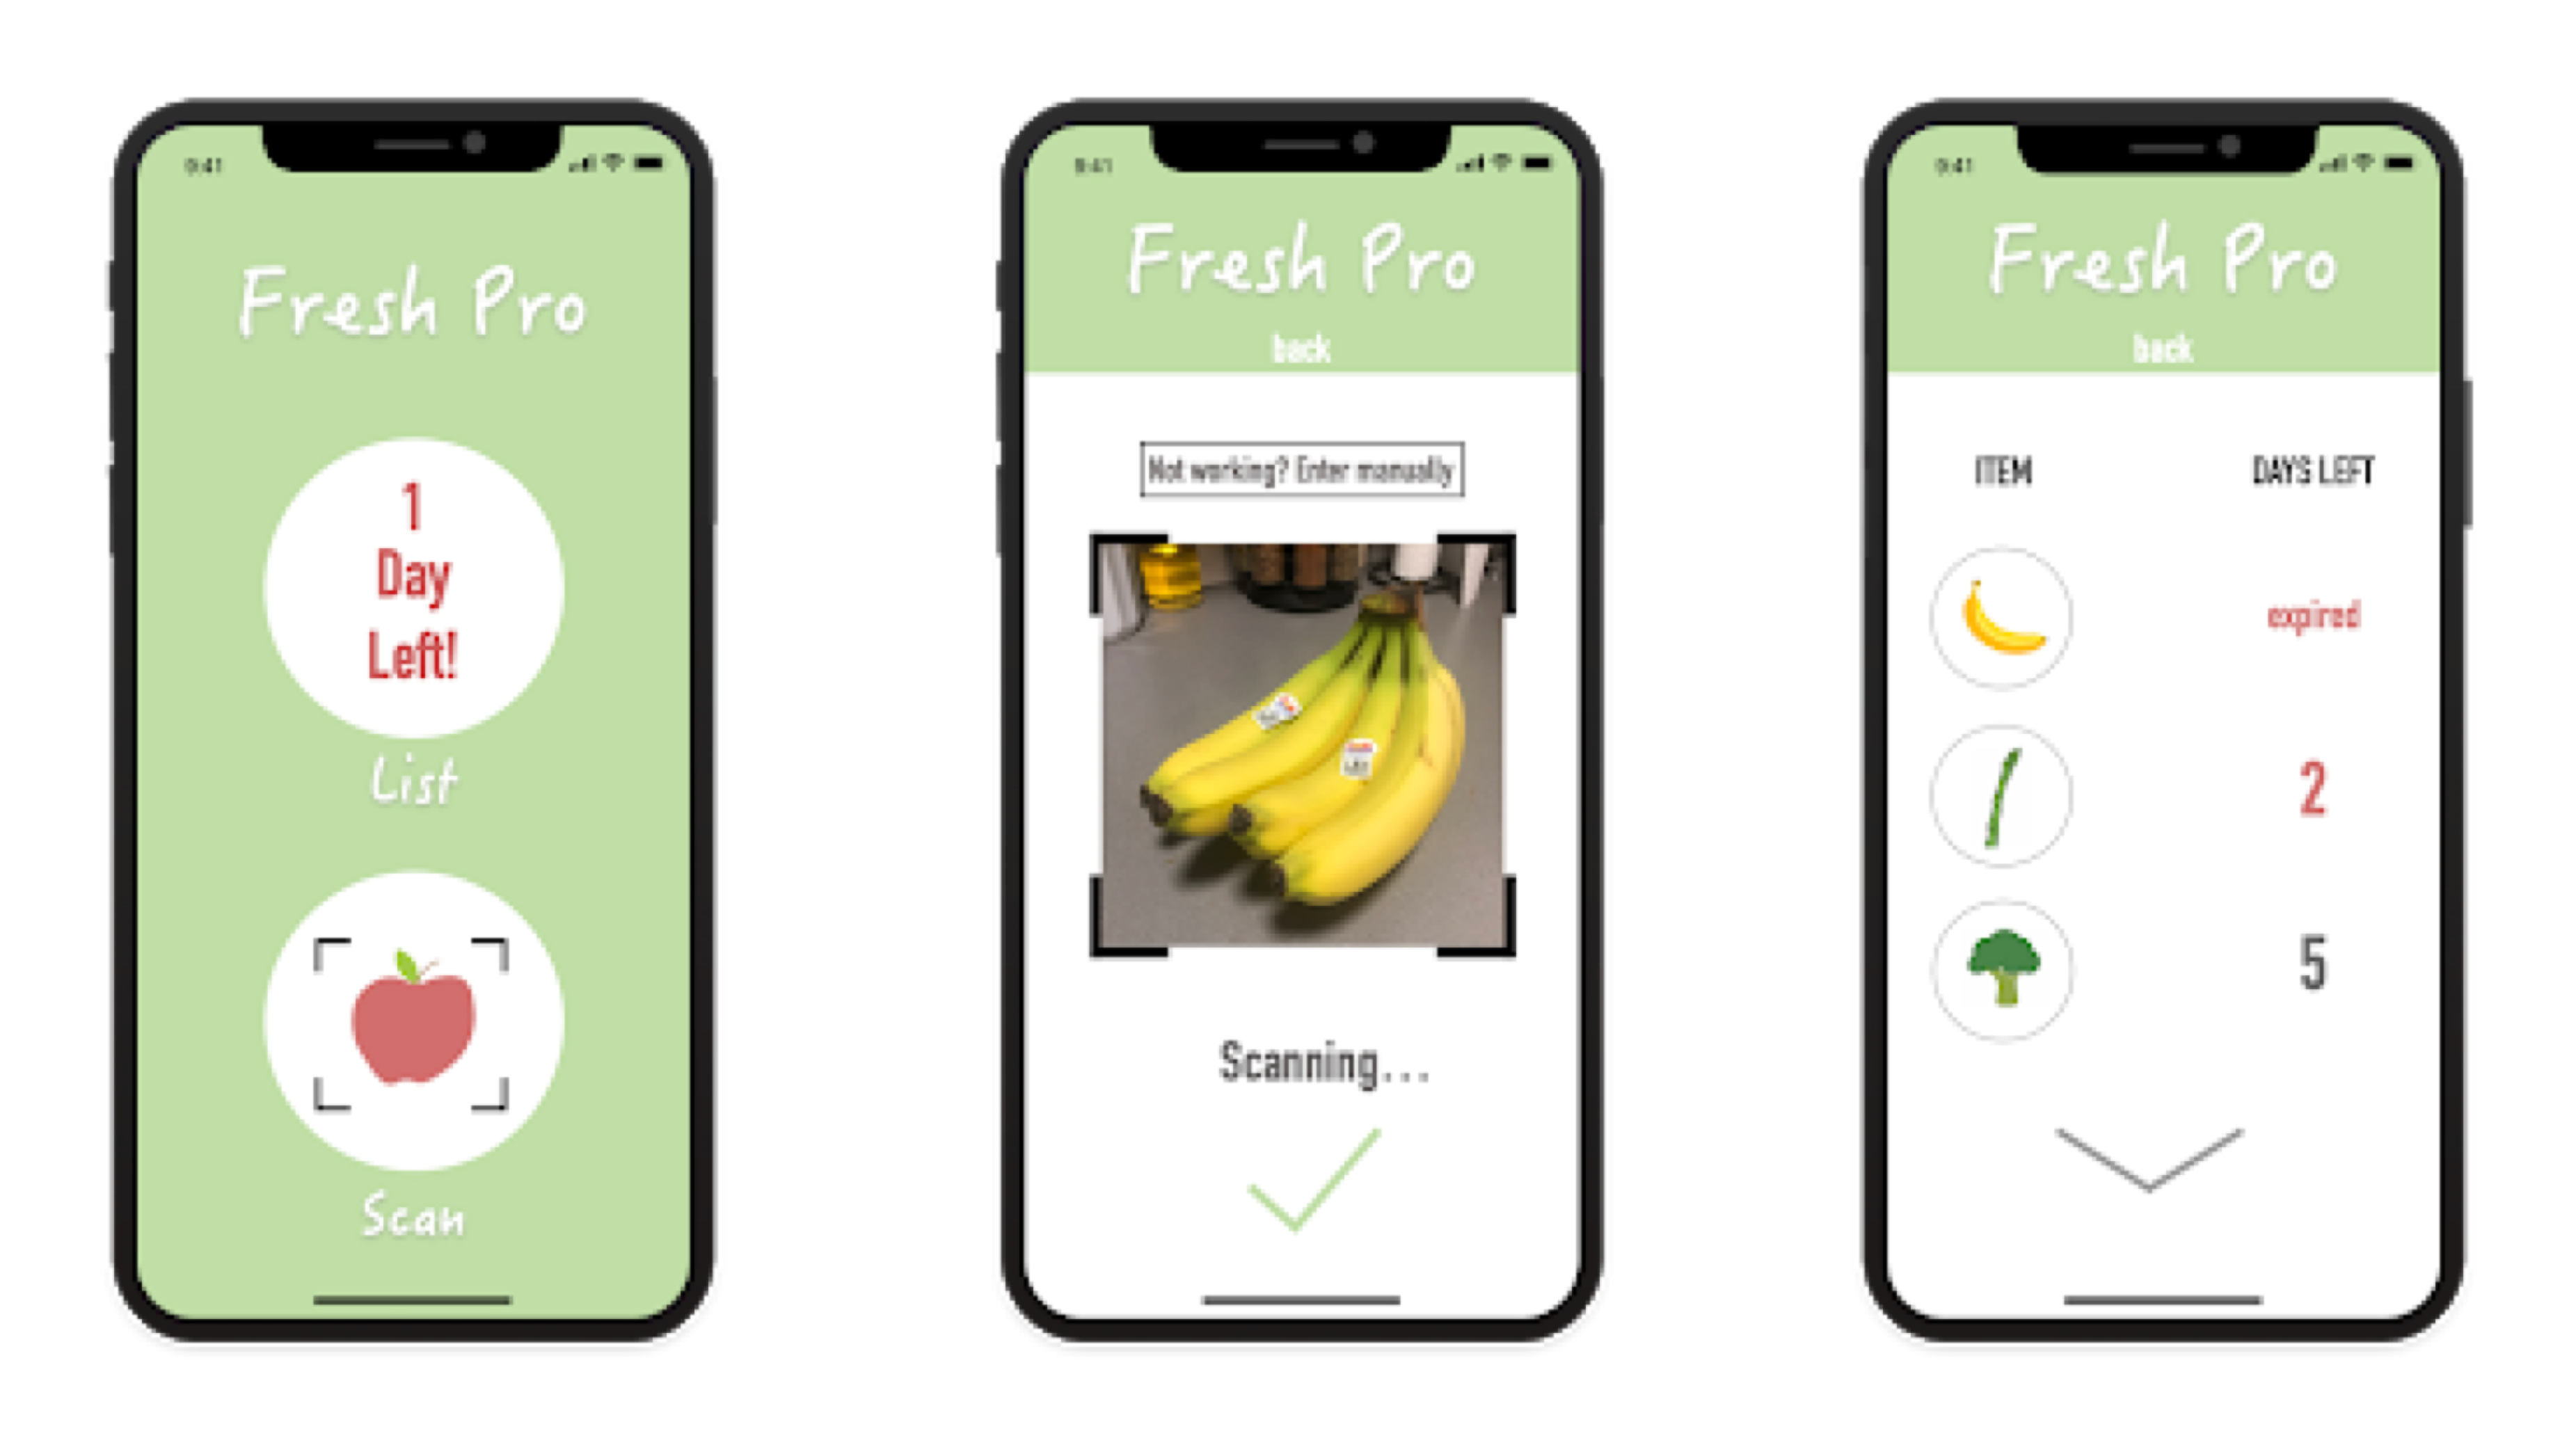 9:41
Fresh Pro
1
Day
Left!
List
Scan
9:41
Fresh Pro
back
Not working? Enter manually
Scanning...
9:41
Fresh Pro
back
ITEM DAYS LEFT
expired
2
5